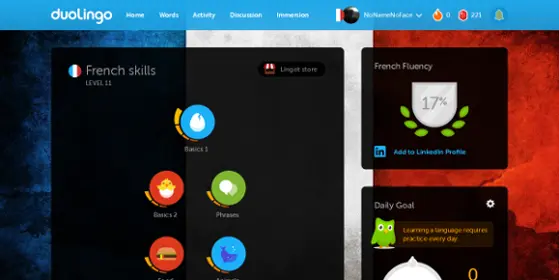 duolingo
Home Words Activity Discussion Immersion
NoNameNoFace 0 221
French skills
LEVEL 11
Lingot store
Basics 1
Basics 2
Phrases
French Fluency
17%
Add to LinkedIn Profile
Daily Goal
Learning a language requires
practice every day.
0